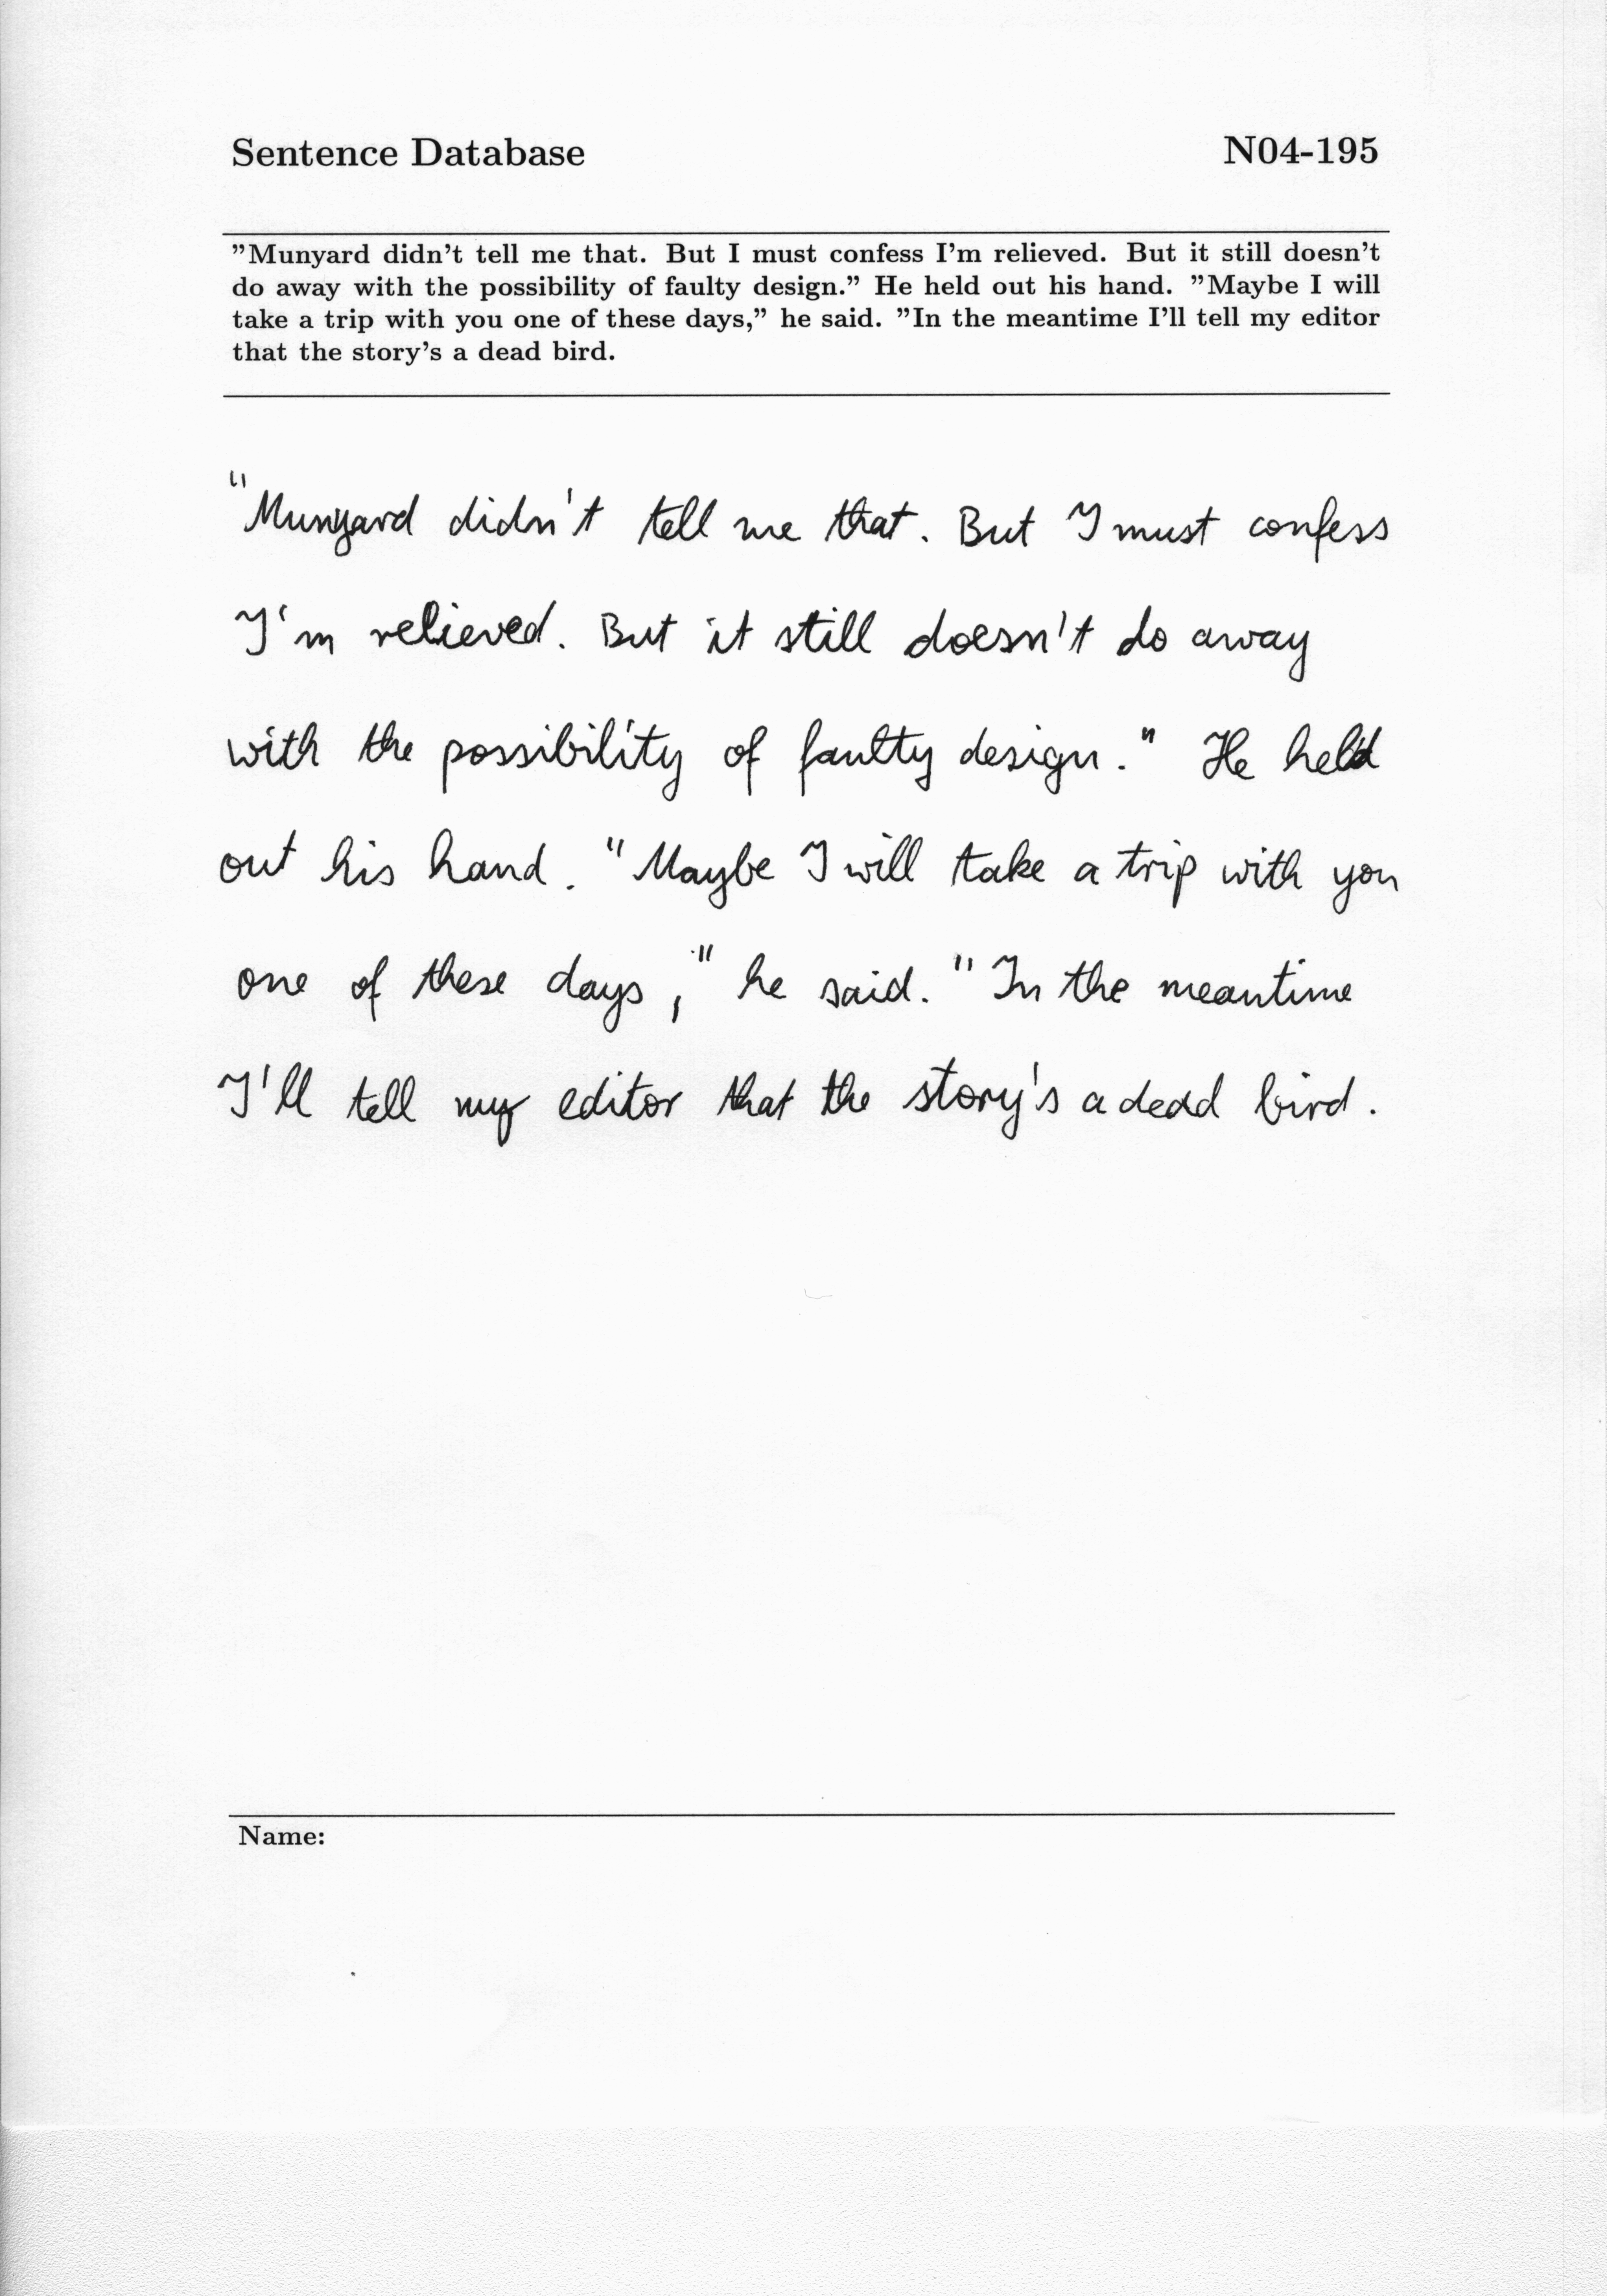 Sentence Database N04-195
"Munyard didn't tell me that. But I must confess I'm relieved. But it still doesn't
do away with the possibility of faulty design." He held out his hand. "Maybe I will
take a trip with you one of these days," he said. "In the meantime I'll tell my editor
that the story's a dead bird.
"Munyard didn't tell me that. But I must confess
I'm relieved. But it still doesn't do away
with the possibility of faulty design." He held
out his hand. "Maybe I will take a trip with you
one of these days," he said. "In the meantime
I'll tell my editor that the story's a dead bird.
Name: